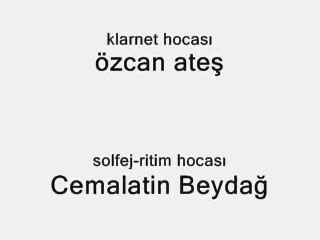 klarnet hocası
özcan ateş
solfej-ritim hocası
Cemalatin Beydağ